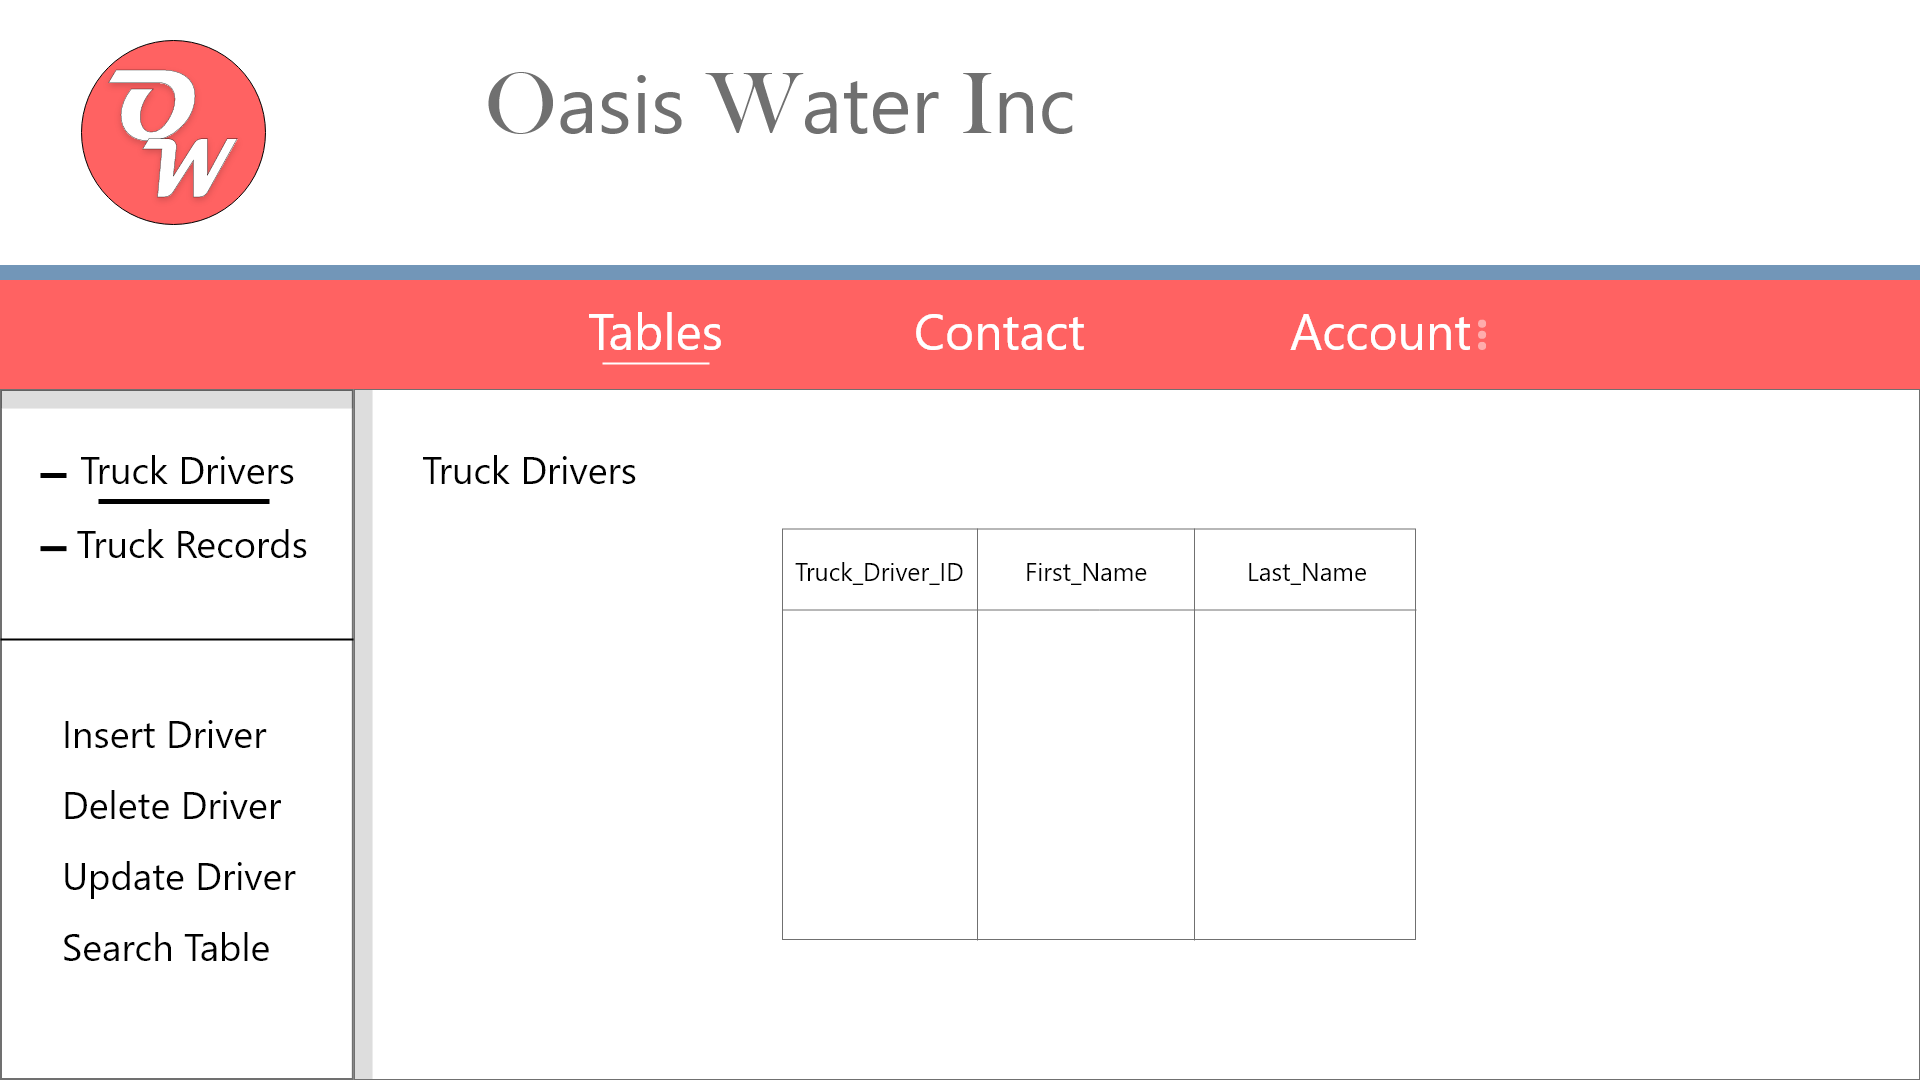 OW
Oasis Water Inc
Tables Contact Account
Truck Drivers
Truck Records
Insert Driver
Delete Driver
Update Driver
Search Table
Truck Drivers
Truck_Driver_ID First_Name Last_Name